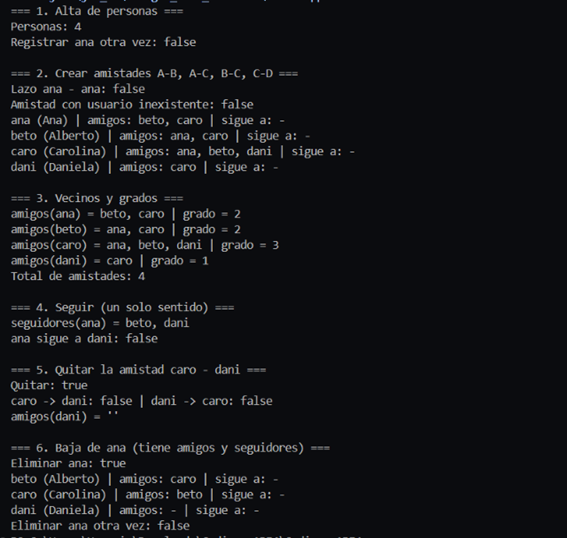 === 1. Alta de personas ===
Personas: 4
Registrar ana otra vez: false
=== 2. Crear amistades A-B, A-C, B-C, C-D ===
Lazo ana - ana: false
Amistad con usuario inexistente: false
ana (Ana) | amigos: beto, caro | sigue a: -
beto (Alberto) | amigos: ana, caro | sigue a: -
caro (Carolina) | amigos: ana, beto, dani | sigue a: -
dani (Daniela) | amigos: caro | sigue a: -
=== 3. Vecinos y grados ===
amigos(ana) = beto, caro | grado = 2
amigos(beto) = ana, caro | grado = 2
amigos(caro) = ana, beto, dani | grado = 3
amigos(dani) = caro | grado = 1
Total de amistades: 4
=== 4. Seguir (un solo sentido) ===
seguidores(ana) = beto, dani
ana sigue a dani: false
=== 5. Quitar la amistad caro - dani ===
Quitar: true
caro -> dani: false | dani -> caro: false
amigos(dani) = ''
=== 6. Baja de ana (tiene amigos y seguidores) ===
Eliminar ana: true
beto (Alberto) | amigos: caro | sigue a: -
caro (Carolina) | amigos: beto | sigue a: -
dani (Daniela) | amigos: - | sigue a: -
Eliminar ana otra vez: false